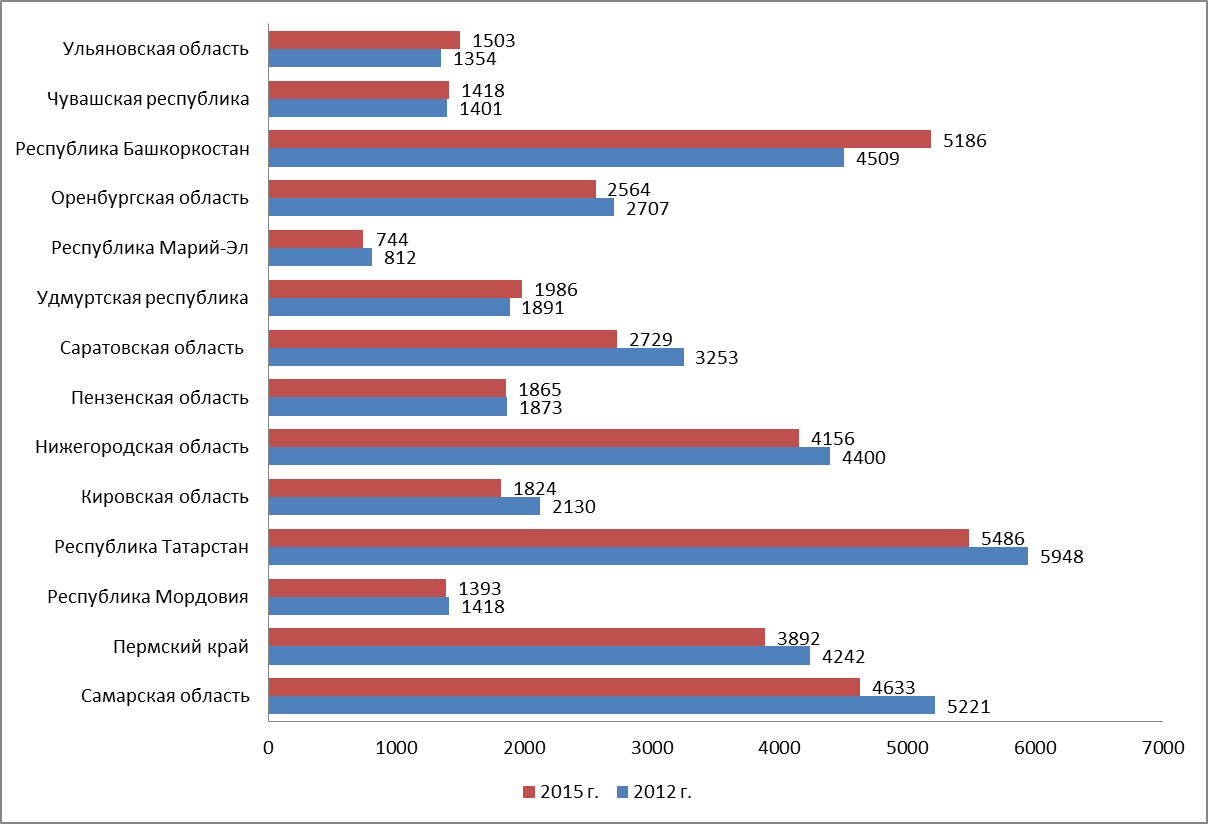 Ульяновская область
1503
1354
Чувашская республика
1418
1401
Республика Башкоркостан
5186
4509
Оренбургская область
2564
2707
Республика Марий-Эл
744
812
Удмуртская республика
1986
1891
Саратовская область
2729
3253
Пензенская область
1865
1873
Нижегородская область
4156
4400
Кировская область
1824
2130
Республика Татарстан
5486
5948
Республика Мордовия
1393
1418
Пермский край
3892
4242
Самарская область
4633
5221
0 1000 2000 3000 4000 5000 6000 7000
2015 г. 2012 г.